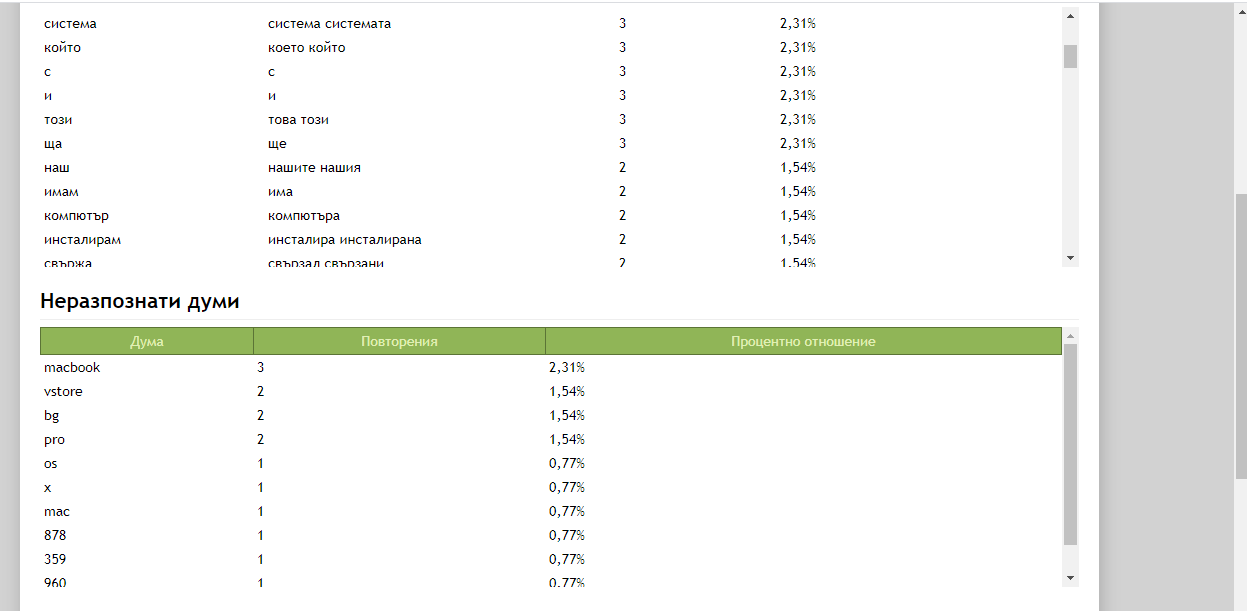 система система системата 3 2,31%
който което който 3 2,31%
с с 3 2,31%
и и 3 2,31%
този това този 3 2,31%
ща ще 3 2,31%
наш нашите нашия 2 1,54%
имам има 2 1,54%
компютър компютъра 2 1,54%
инсталирам инсталира инсталирана 2 1,54%
свържа свързал свързани 2 1,54%
Неразпознати думи
Дума Повторения Процентно отношение
macbook 3 2,31%
vstore 2 1,54%
bg 2 1,54%
pro 2 1,54%
os 1 0,77%
x 1 0,77%
mac 1 0,77%
878 1 0,77%
359 1 0,77%
960 1 0,77%